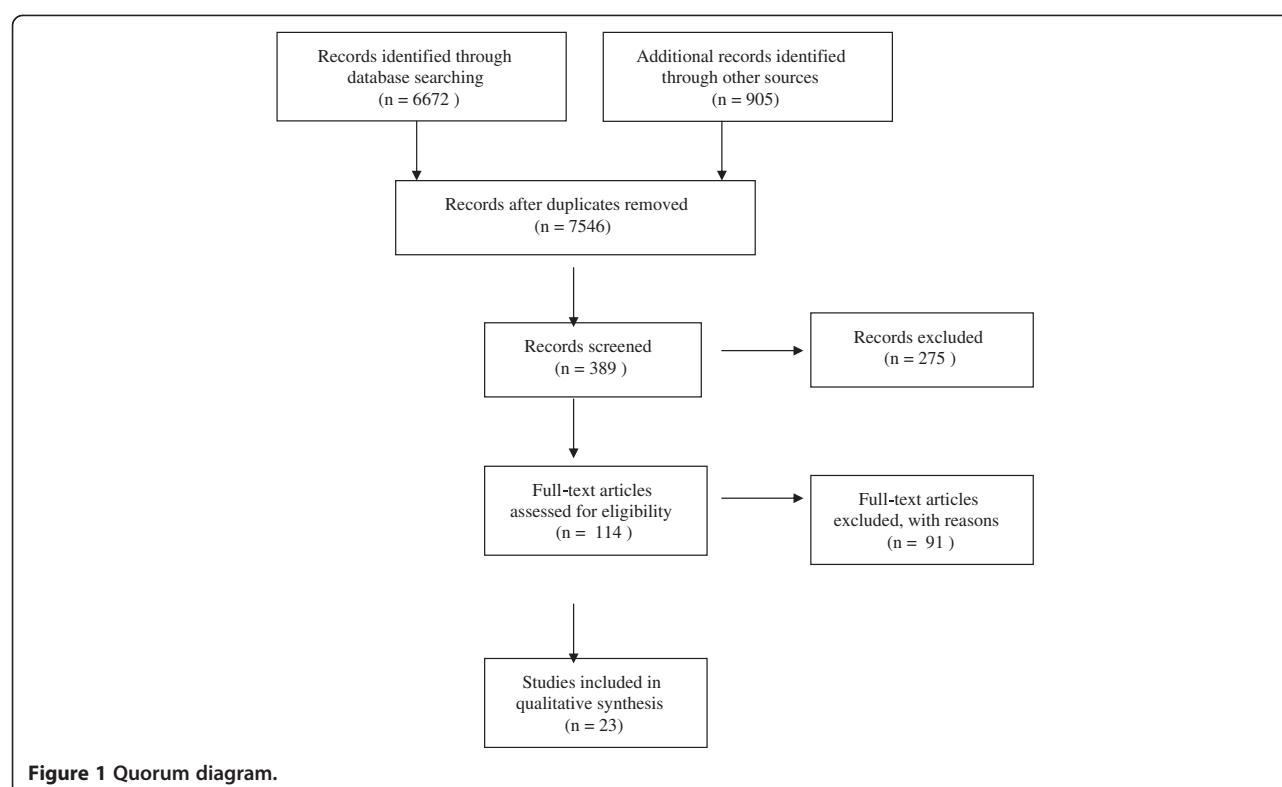 Records identified through
database searching
(n = 6672 )
Additional records identified
through other sources
(n = 905)
Records after duplicates removed
(n = 7546)
Records screened
(n = 389 )
Records excluded
(n = 275 )
Full-text articles
assessed for eligibility
(n = 114 )
Full-text articles
excluded, with reasons
(n = 91 )
Studies included in
qualitative synthesis
(n = 23)
Figure 1 Quorum diagram.